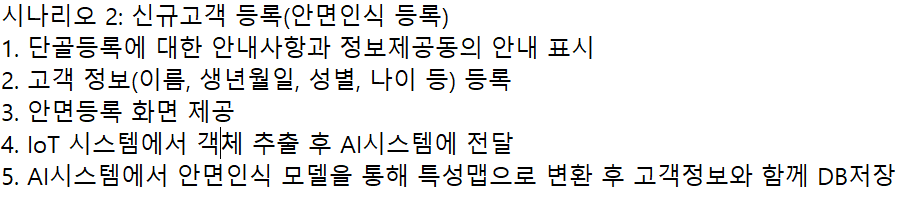 시나리오 2: 신규고객 등록(안면인식 등록)
1. 단골등록에 대한 안내사항과 정보제공동의 안내 표시
2. 고객 정보(이름, 생년월일, 성별, 나이 등) 등록
3. 안면등록 화면 제공
4. IoT 시스템에서 객체 추출 후 AI시스템에 전달
5. AI시스템에서 안면인식 모델을 통해 특성맵으로 변환 후 고객정보와 함께 DB저장